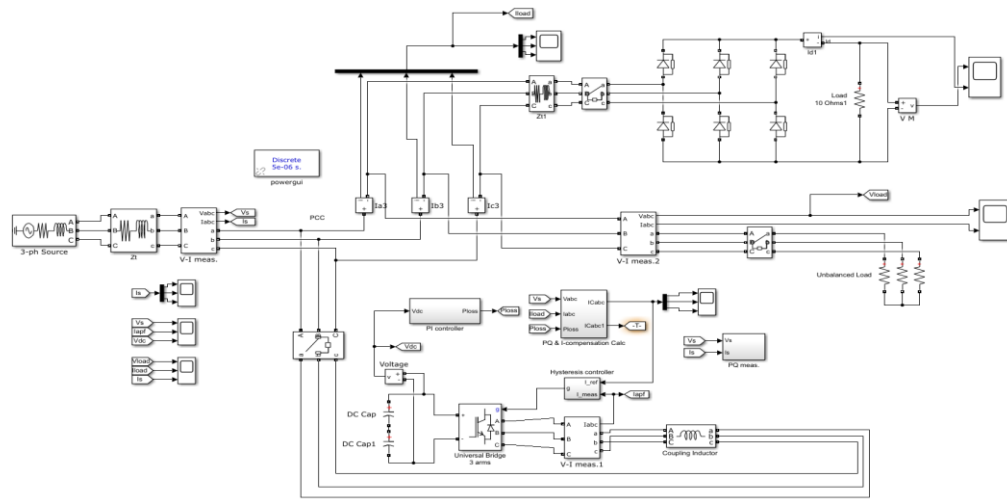 Iload
Id1
Load
10 Ohms1
V M
Zt1
Discrete
5e-06 s.
powergui
Ia3
Ib3
Ic3
Vload
PCC
Vabc
Iabc
Vs
Is
3-ph Source
Zt
V-I meas.
Vabc
Iabc
V-I meas.2
Unbalanced Load
Is
Vs
Iapf
Vdc
Vload
Iload
Is
Vdc
Ploss
Ploss
PI controller
Vdc
Voltage
Vs
Iload
Ploss
Vabc
Iabc
Ploss
ICabc
ICabc1
-T-
PQ & I-compensation Calc
Vs
Is
Vs
Is
PQ meas.
Hysteresis controller
g
I_ref
I_meas
Iapf
DC Cap
DC Cap1
g
A
B
C
+
-
Universal Bridge
3 arms
Iabc
a
b
c
A
B
C
V-I meas.1
A
B
C
a
b
c
Coupling Inductor